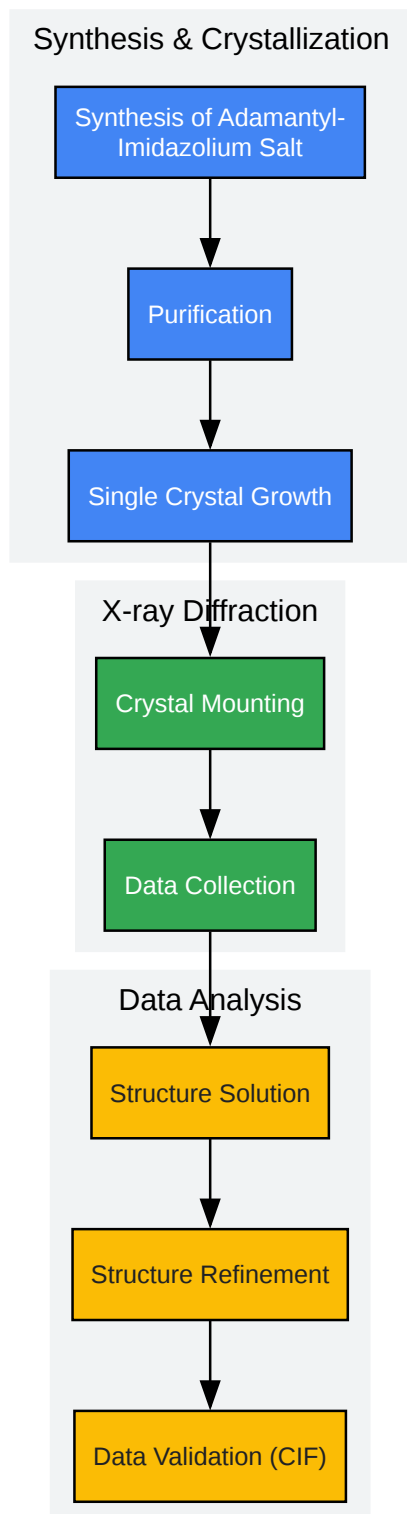 Synthesis & Crystallization
Synthesis of Adamantyl-
Imidazolium Salt
Purification
Single Crystal Growth
X-ray Diffraction
Crystal Mounting
Data Collection
Data Analysis
Structure Solution
Structure Refinement
Data Validation (CIF)